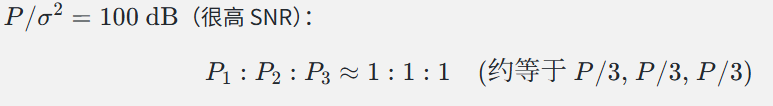 P/σ² = 100 dB（很高 SNR）：
P₁ : P₂ : P₃ ≈ 1 : 1 : 1 (约等于 P/3, P/3, P/3)